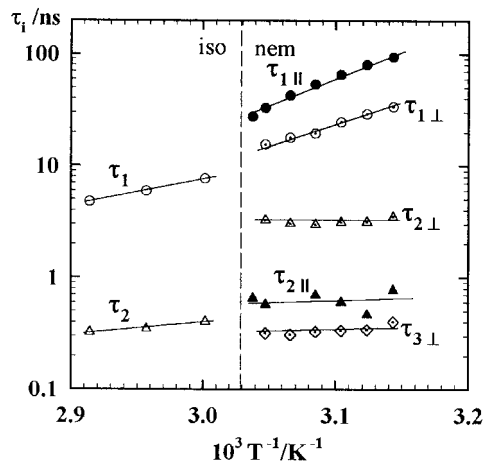 τᵢ /ns
iso
nem
100
10
1
0.1
τ₁ ∥
τ₁ ⊥
τ₁
τ₂ ⊥
τ₂ ∥
τ₂
τ₃ ⊥
2.9
3.0
3.1
3.2
10³ T⁻¹/K⁻¹